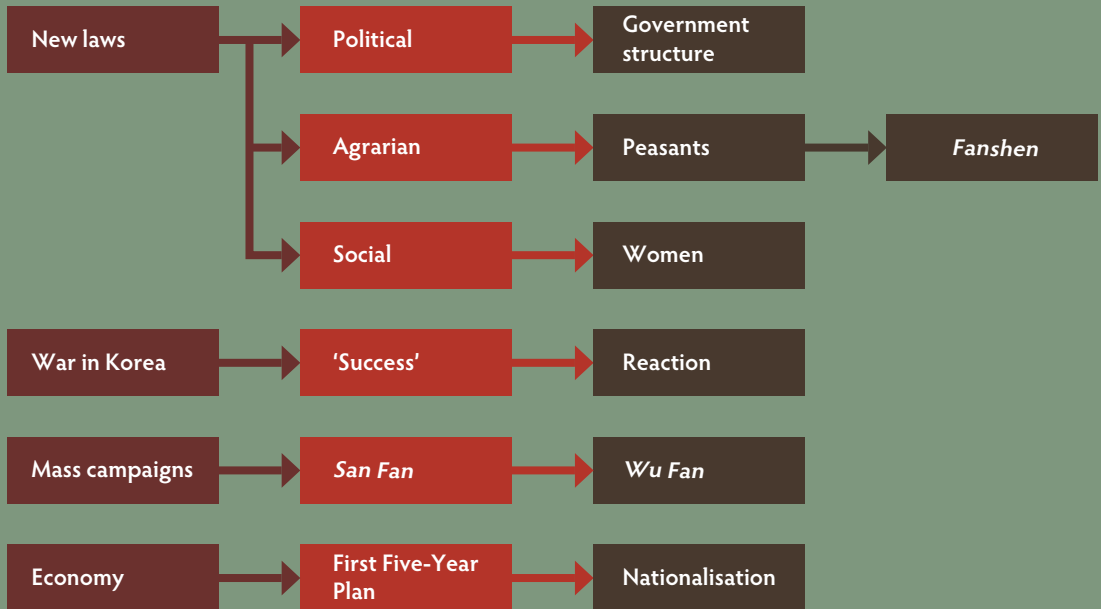 New laws
Political
Government
structure
Agrarian
Peasants
Fanshen
Social
Women
War in Korea
‘Success’
Reaction
Mass campaigns
San Fan
Wu Fan
Economy
First Five-Year
Plan
Nationalisation